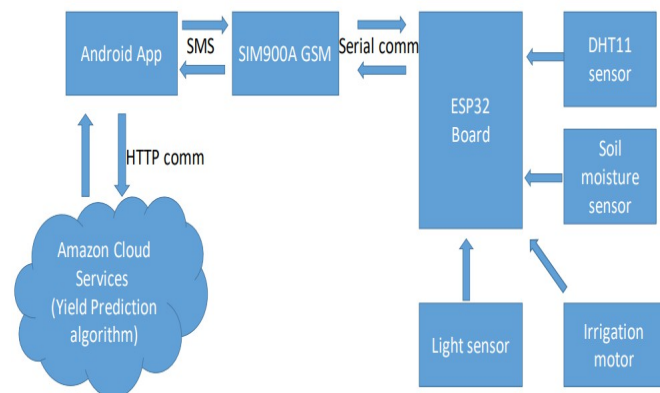 Android App
SMS
SIM900A GSM
Serial comm
ESP32
Board
DHT11
sensor
Soil
moisture
sensor
HTTP comm
Amazon Cloud
Services
(Yield Prediction
algorithm)
Light sensor
Irrigation
motor